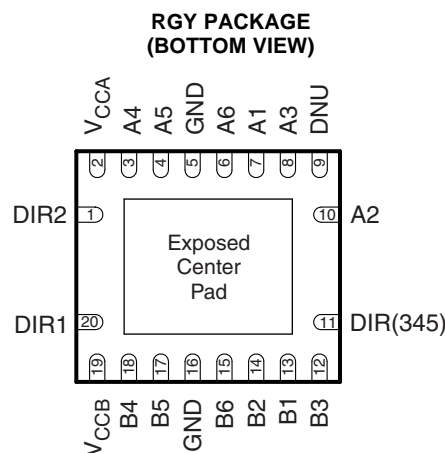 RGY PACKAGE
(BOTTOM VIEW)
VCCA
A4
A5
GND
A6
A1
A3
DNU
2
3
4
5
6
7
8
9
DIR2
1
10
A2
Exposed
Center
Pad
DIR1
20
11
DIR(345)
19
18
17
16
15
14
13
12
VCCB
B4
B5
GND
B6
B2
B1
B3